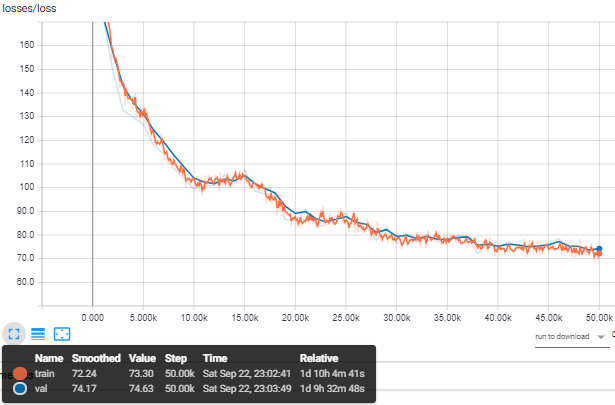 losses/loss
160
150
140
130
120
110
100
90.0
80.0
70.0
60.0
0.000 5.000k 10.00k 15.00k 20.00k 25.00k 30.00k 35.00k 40.00k 45.00k 50.00k
run to download
Name Smoothed Value Step Time Relative
train 72.24 73.30 50.00k Sat Sep 22, 23:02:41 1d 10h 4m 41s
val 74.17 74.63 50.00k Sat Sep 22, 23:03:49 1d 9h 32m 48s